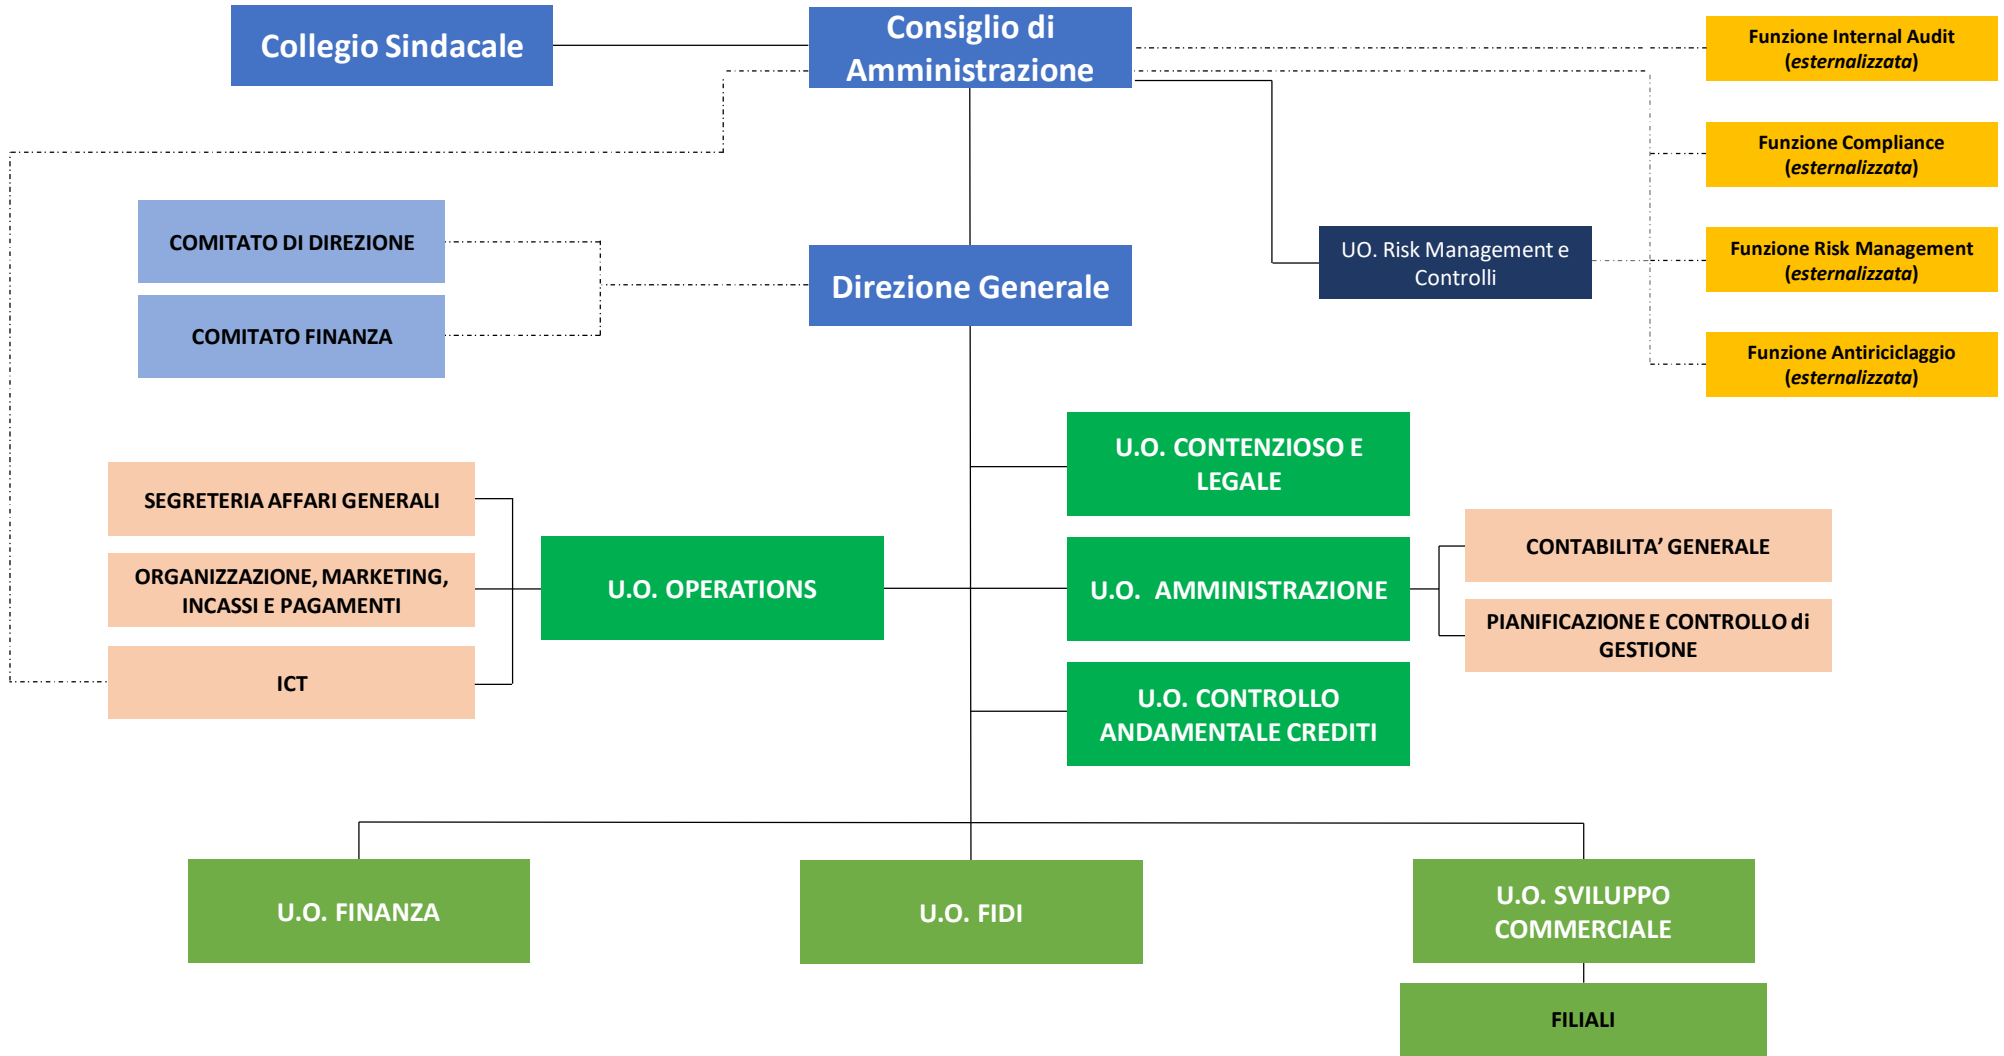 Collegio Sindacale
Consiglio di
Amministrazione
Funzione Internal Audit
(esternalizzata)
Funzione Compliance
(esternalizzata)
COMITATO DI DIREZIONE
COMITATO FINANZA
Direzione Generale
UO. Risk Management e
Controlli
Funzione Risk Management
(esternalizzata)
Funzione Antiriciclaggio
(esternalizzata)
U.O. CONTENZIOSO E
LEGALE
SEGRETERIA AFFARI GENERALI
ORGANIZZAZIONE, MARKETING,
INCASSI E PAGAMENTI
ICT
U.O. OPERATIONS
U.O. AMMINISTRAZIONE
CONTABILITA’ GENERALE
PIANIFICAZIONE E CONTROLLO di
GESTIONE
U.O. CONTROLLO
ANDAMENTALE CREDITI
U.O. FINANZA
U.O. FIDI
U.O. SVILUPPO
COMMERCIALE
FILIALI